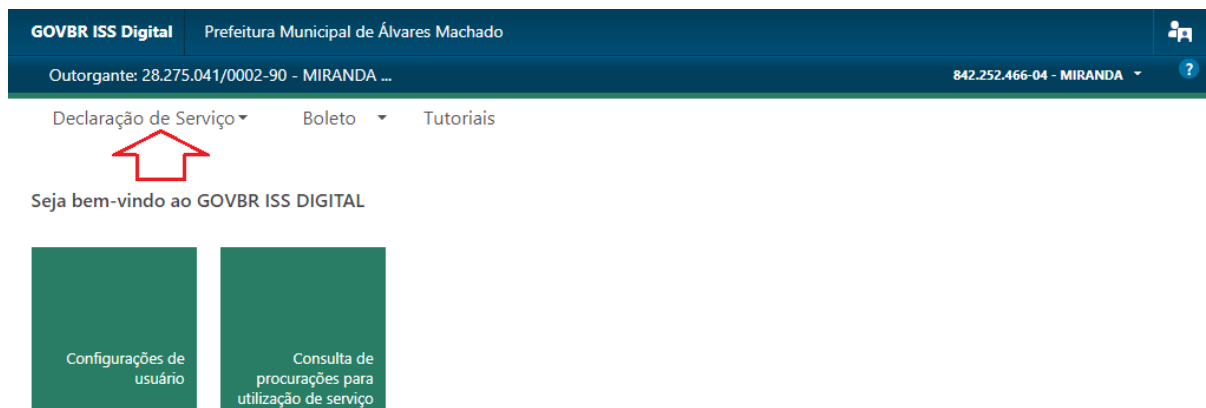 GOVBR ISS Digital Prefeitura Municipal de Álvares Machado
Outorgante: 28.275.041/0002-90 - MIRANDA ... 842.252.466-04 - MIRANDA ?
Declaração de Serviço Boleto Tutoriais
Seja bem-vindo ao GOVBR ISS DIGITAL
Configurações de
usuário
Consulta de
procurações para
utilização de serviço